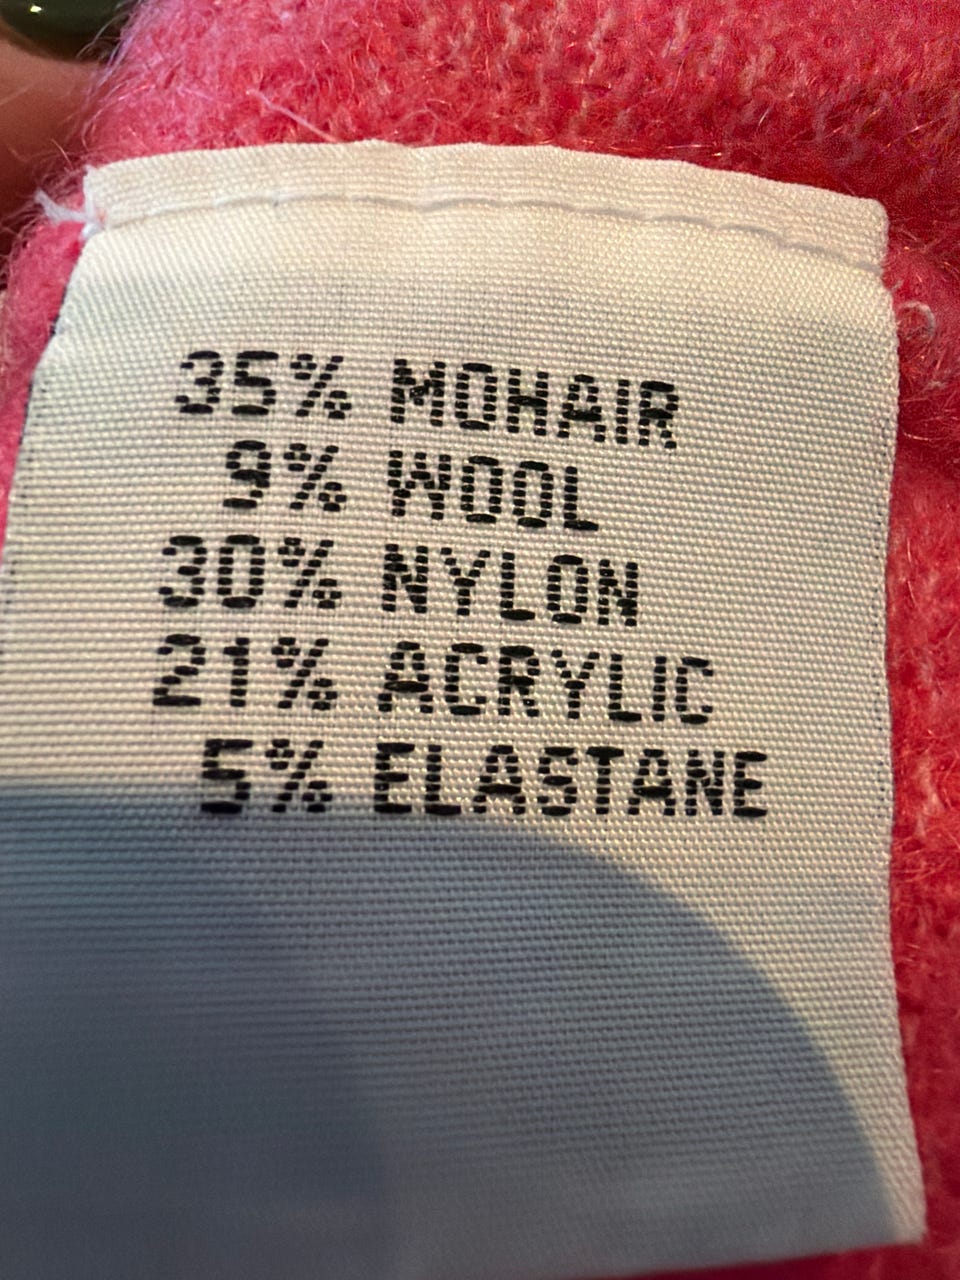 35% MOHAIR
9% WOOL
30% NYLON
21% ACRYLIC
5% ELASTANE